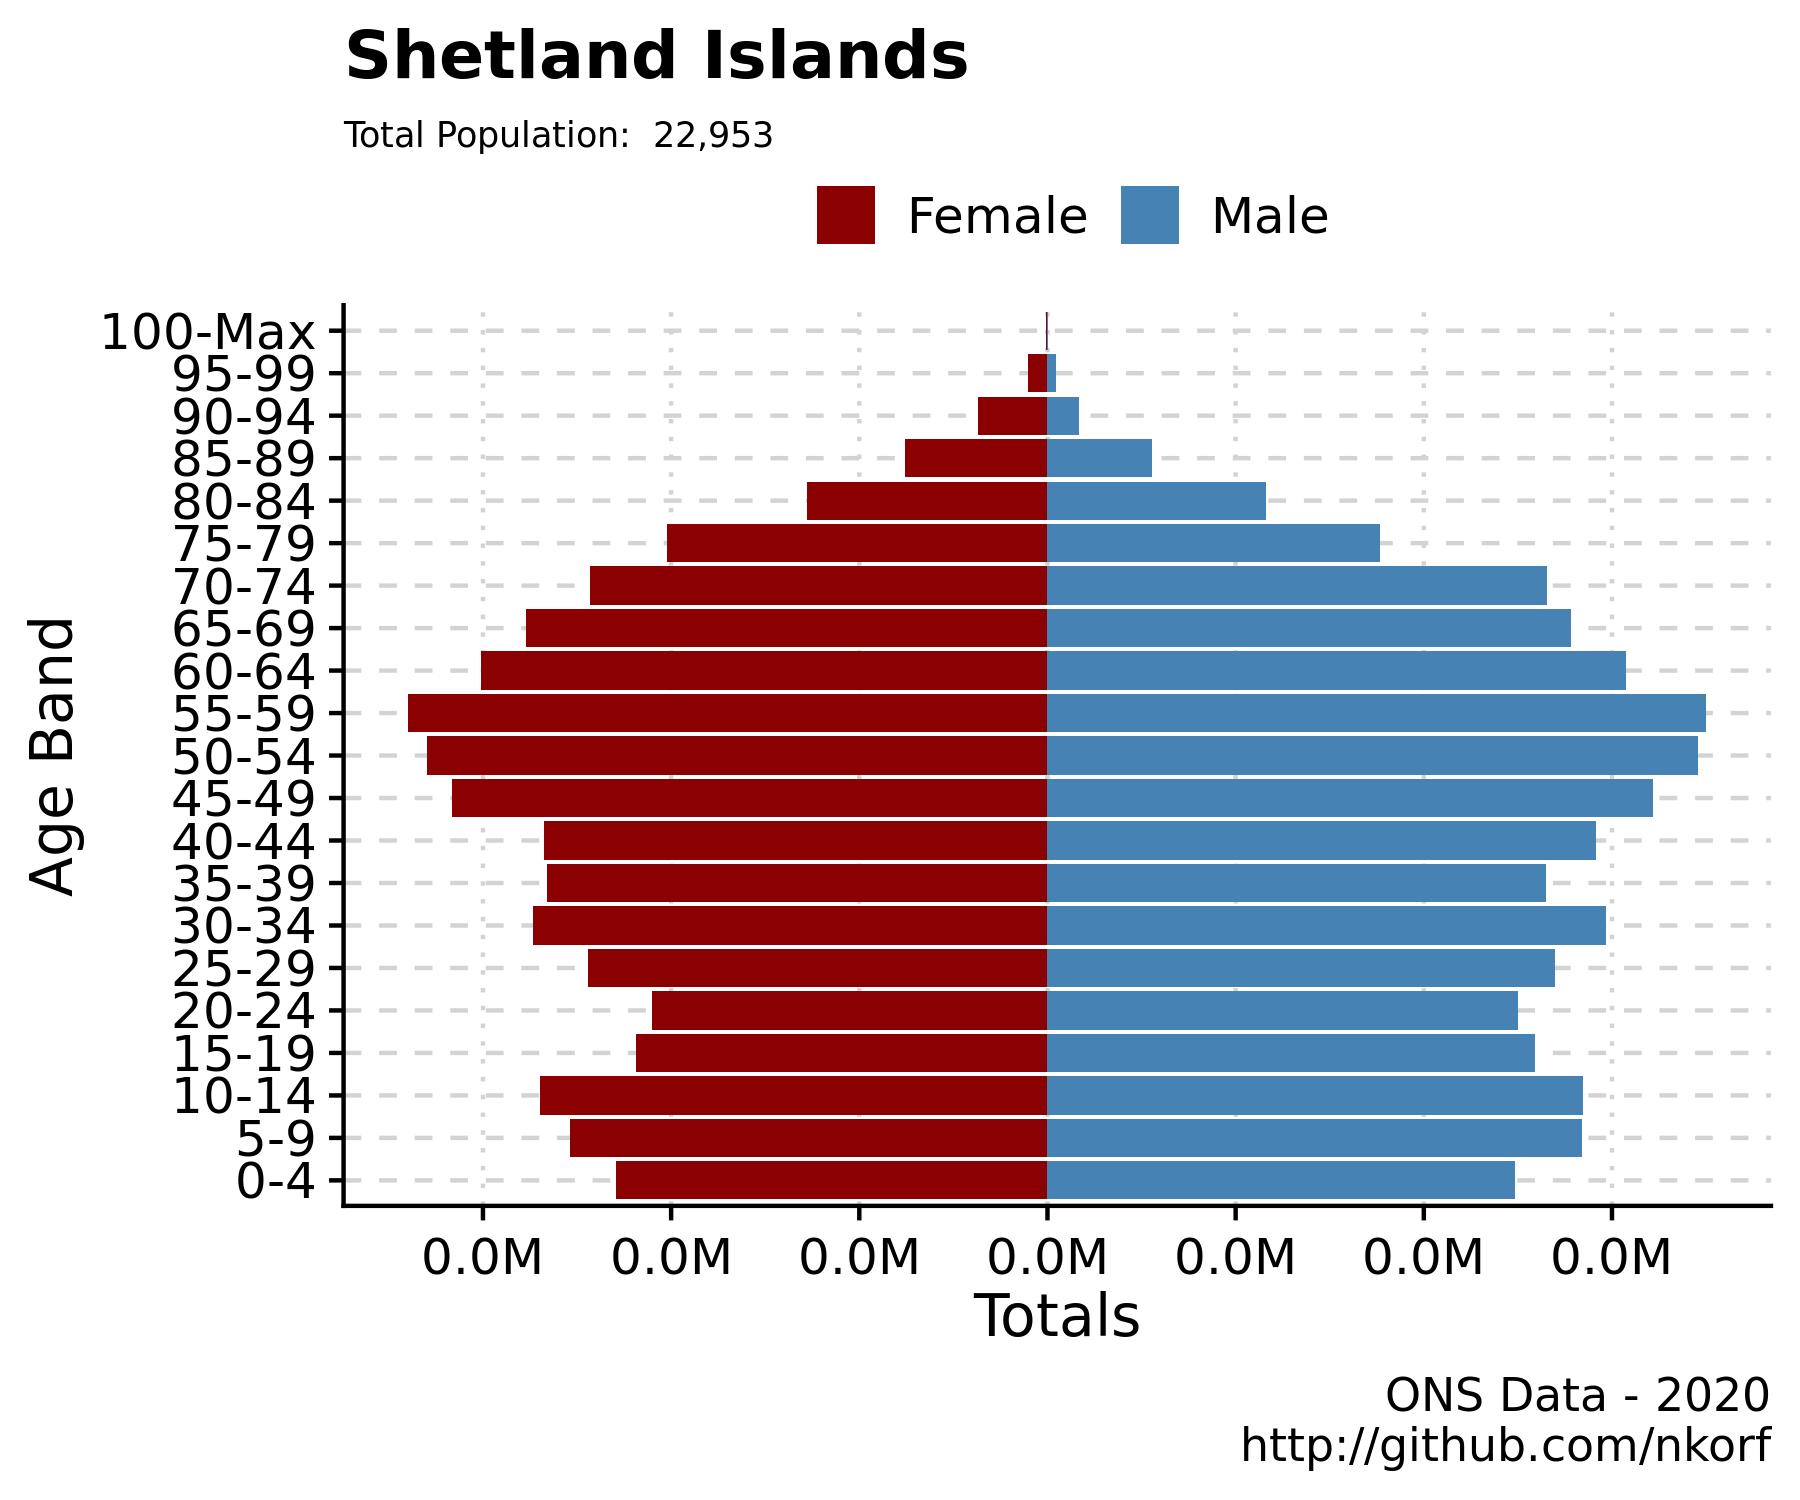 Shetland Islands
Total Population:  22,953
Female Male
100-Max
95-99
90-94
85-89
80-84
75-79
70-74
65-69
60-64
55-59
50-54
45-49
40-44
35-39
30-34
25-29
20-24
15-19
10-14
5-9
0-4
Age Band
0.0M 0.0M 0.0M 0.0M 0.0M 0.0M 0.0M
Totals
ONS Data - 2020
http://github.com/nkorf